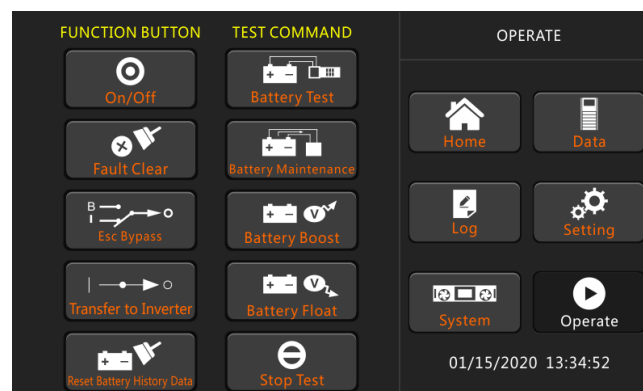 FUNCTION BUTTON TEST COMMAND
OPERATE
On/Off
Battery Test
Fault Clear
Battery Maintenance
B
I
Esc Bypass
V
Battery Boost
Transfer to Inverter
V
Battery Float
Reset Battery History Data
Stop Test
Home
Data
Log
Setting
System
Operate
01/15/2020 13:34:52